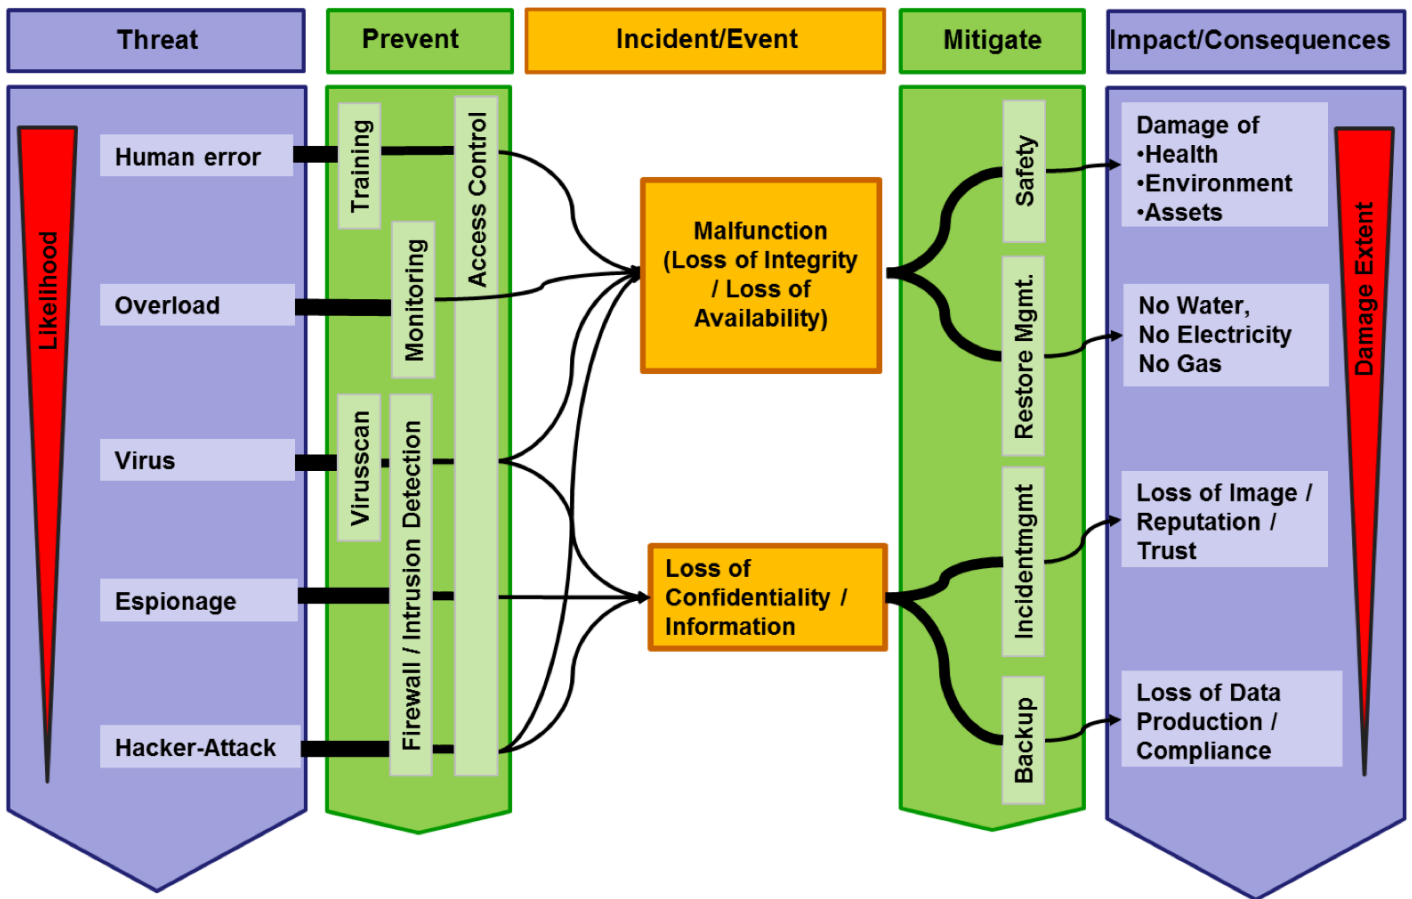 Threat
Prevent
Incident/Event
Mitigate
Impact/Consequences
Likelihood
Human error
Overload
Virus
Espionage
Hacker-Attack
Training
Monitoring
Virusscan
Firewall / Intrusion Detection
Access Control
Malfunction
(Loss of Integrity
/ Loss of
Availability)
Loss of
Confidentiality /
Information
Safety
Restore Mgmt.
Incidentmgmt
Backup
Damage of
•Health
•Environment
•Assets
No Water,
No Electricity
No Gas
Loss of Image /
Reputation /
Trust
Loss of Data
Production /
Compliance
Damage Extent